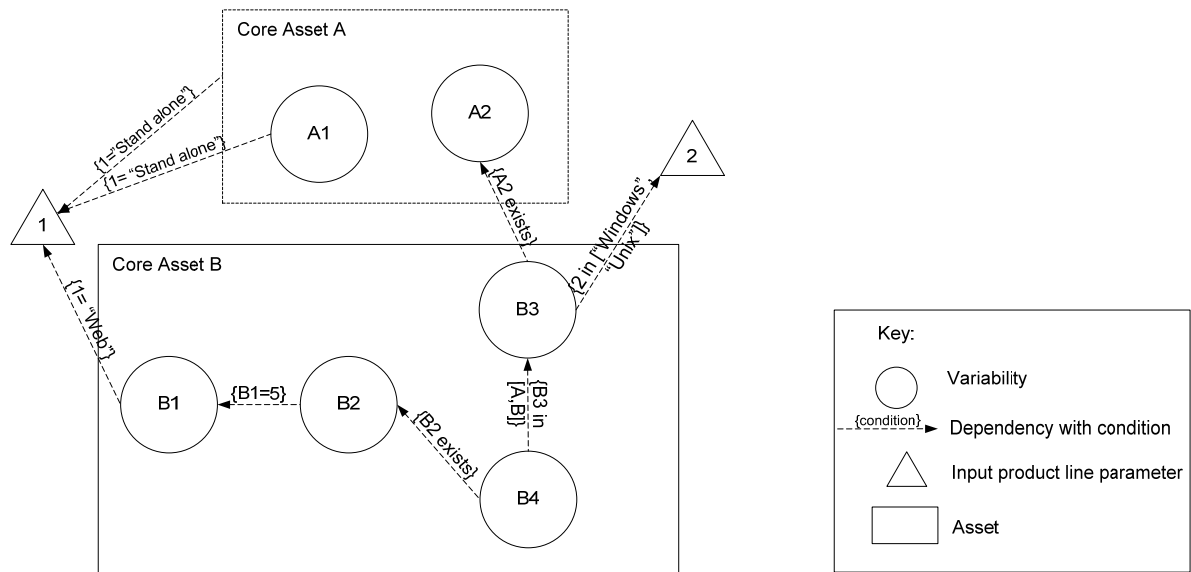 Core Asset A
A1
A2
{1="Stand alone"}
{1= "Stand alone"}
1
2
{A2 exists}
{2 in ["Windows",
"Unix"]}
Core Asset B
{1= "Web"}
B3
B1
{B1=5}
B2
{B3 in
[A,B]}
{B2 exists}
B4
Key:
Variability
{condition}
Dependency with condition
Input product line parameter
Asset